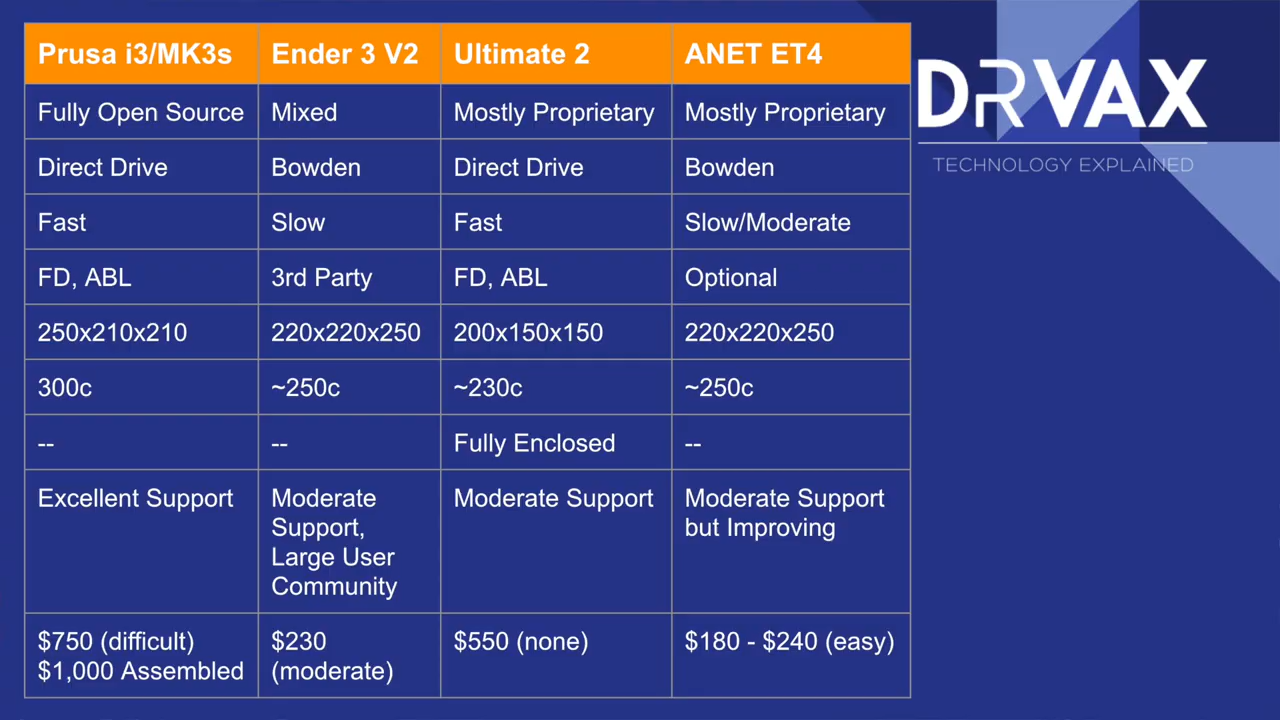 Prusa i3/MK3s Ender 3 V2 Ultimate 2 ANET ET4
Fully Open Source Mixed Mostly Proprietary Mostly Proprietary
Direct Drive Bowden Direct Drive Bowden
Fast Slow Fast Slow/Moderate
FD, ABL 3rd Party FD, ABL Optional
250x210x210 220x220x250 200x150x150 220x220x250
300c ~250c ~230c ~250c
-- -- Fully Enclosed --
Excellent Support Moderate Moderate Support Moderate Support
Support, but Improving
Large User
Community
$750 (difficult) $230 $550 (none) $180 - $240 (easy)
$1,000 Assembled (moderate)
DRVAX
TECHNOLOGY EXPLAINED